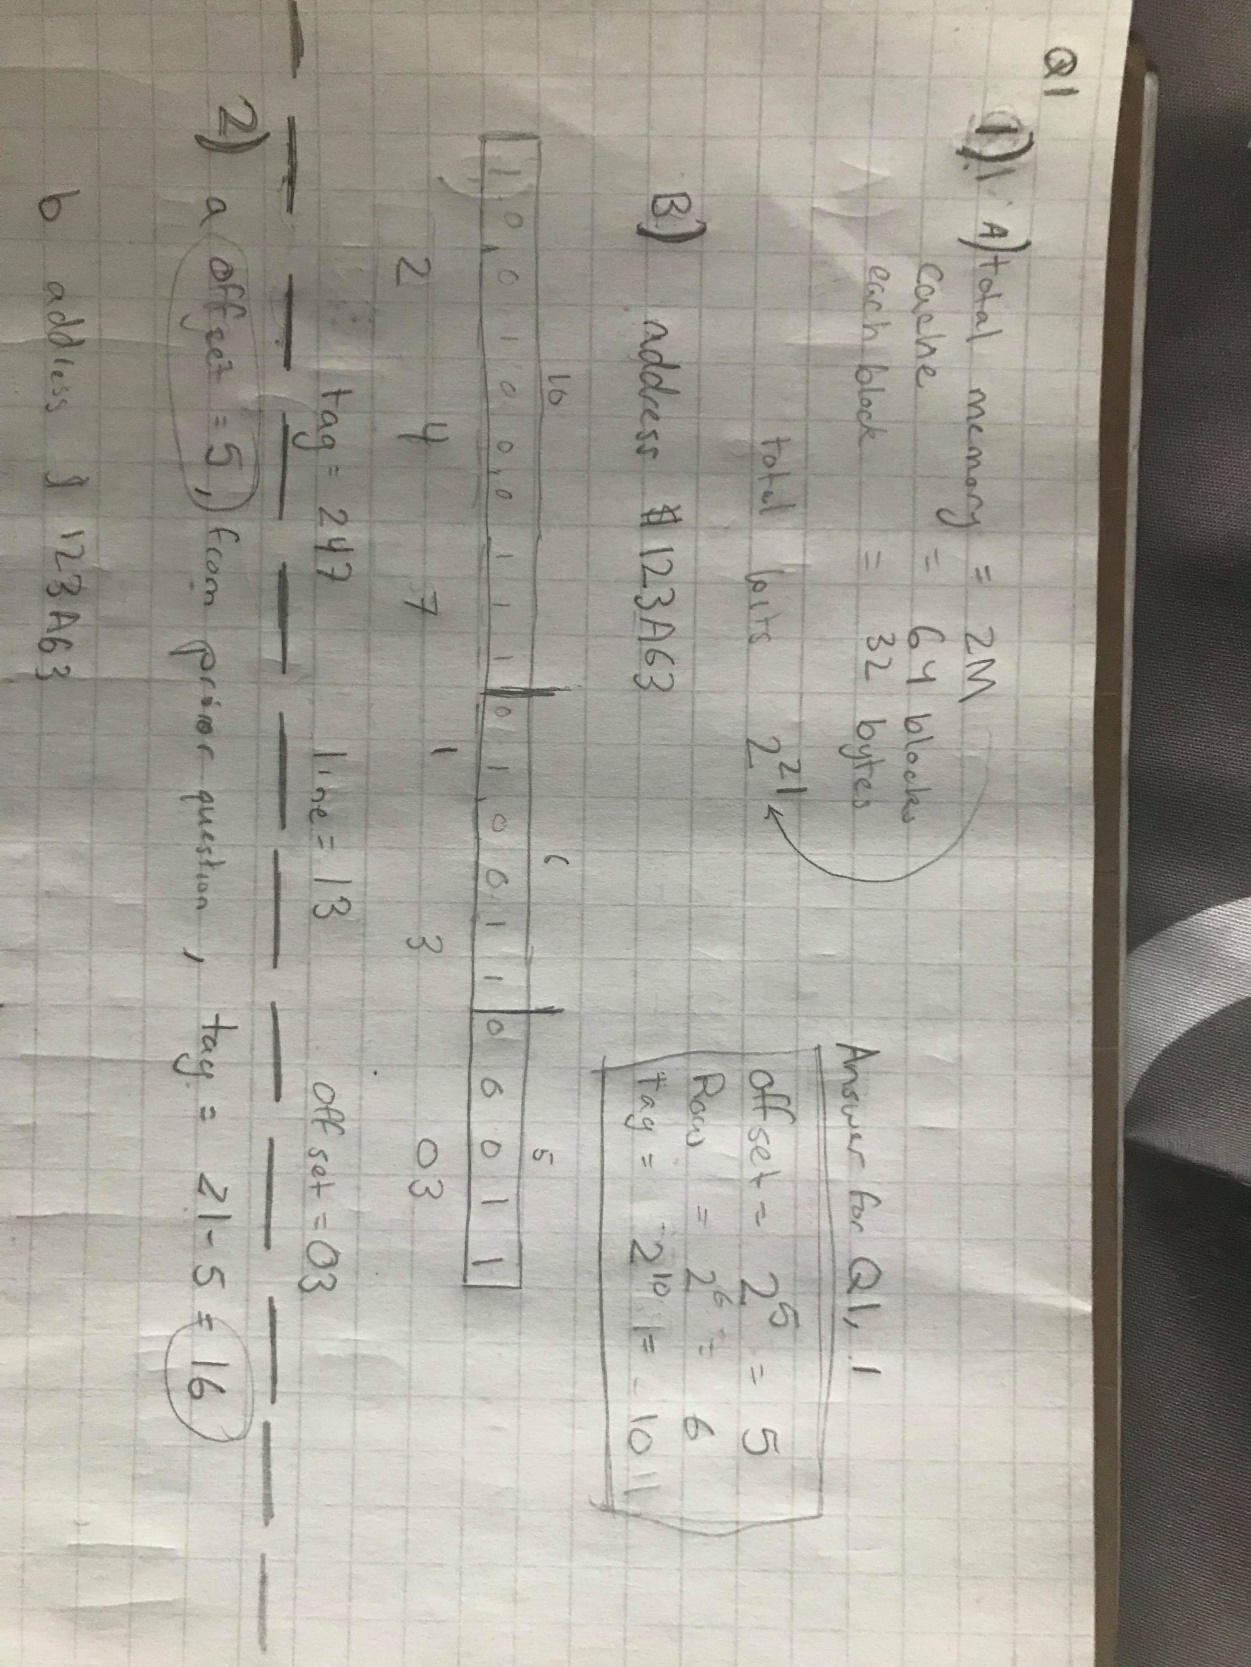 Q1
1) 1. A) total memory = 2M
cache = 64 blocks
each block = 32 bytes
total bits 2^21
Answer for Q1, 1
offset = 2^5 = 5
Row = 2^6 = 6
tag = 2^10 = 10
B) address $ 123A63
10 6 5
1 0 0 1 0 0 0 1 1 1 0 1 0 0 1 1 0 0 0 1 1
2 4 7 1 3 03
tag = 247 line = 13 offset = 03
2) a offset = 5, from prior question, tag = 21 - 5 = 16
b address $ 123A63